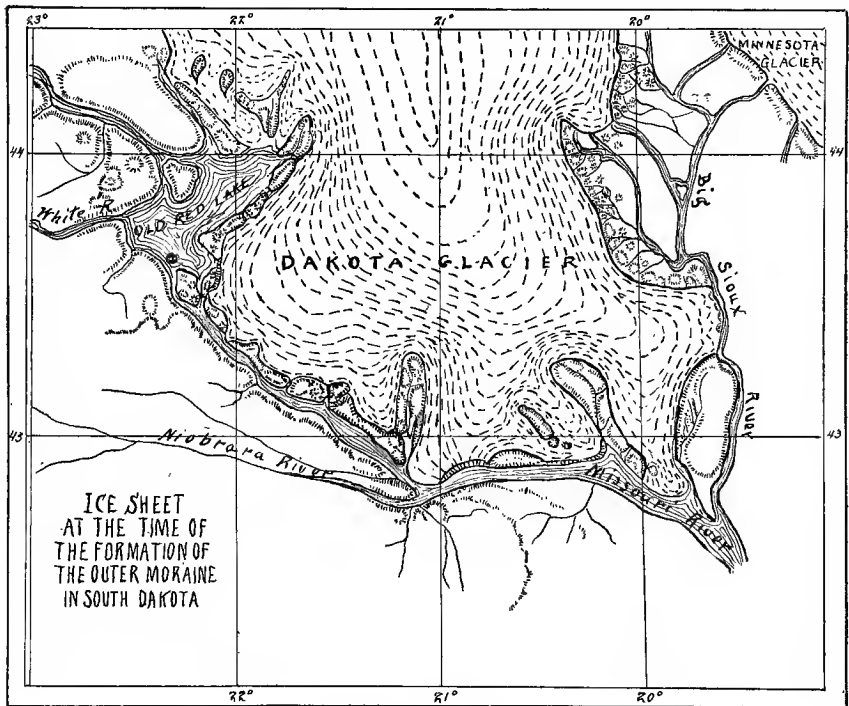 23° 22° 21° 20°
MINNESOTA
GLACIER
44 44
White R.
OLD RED LAKE
Big
Sioux
River
DAKOTA GLACIER
43 43
Niobrara River
Missouri River
ICE SHEET
AT THE TIME OF
THE FORMATION OF
THE OUTER MORAINE
IN SOUTH DAKOTA
22° 21° 20°